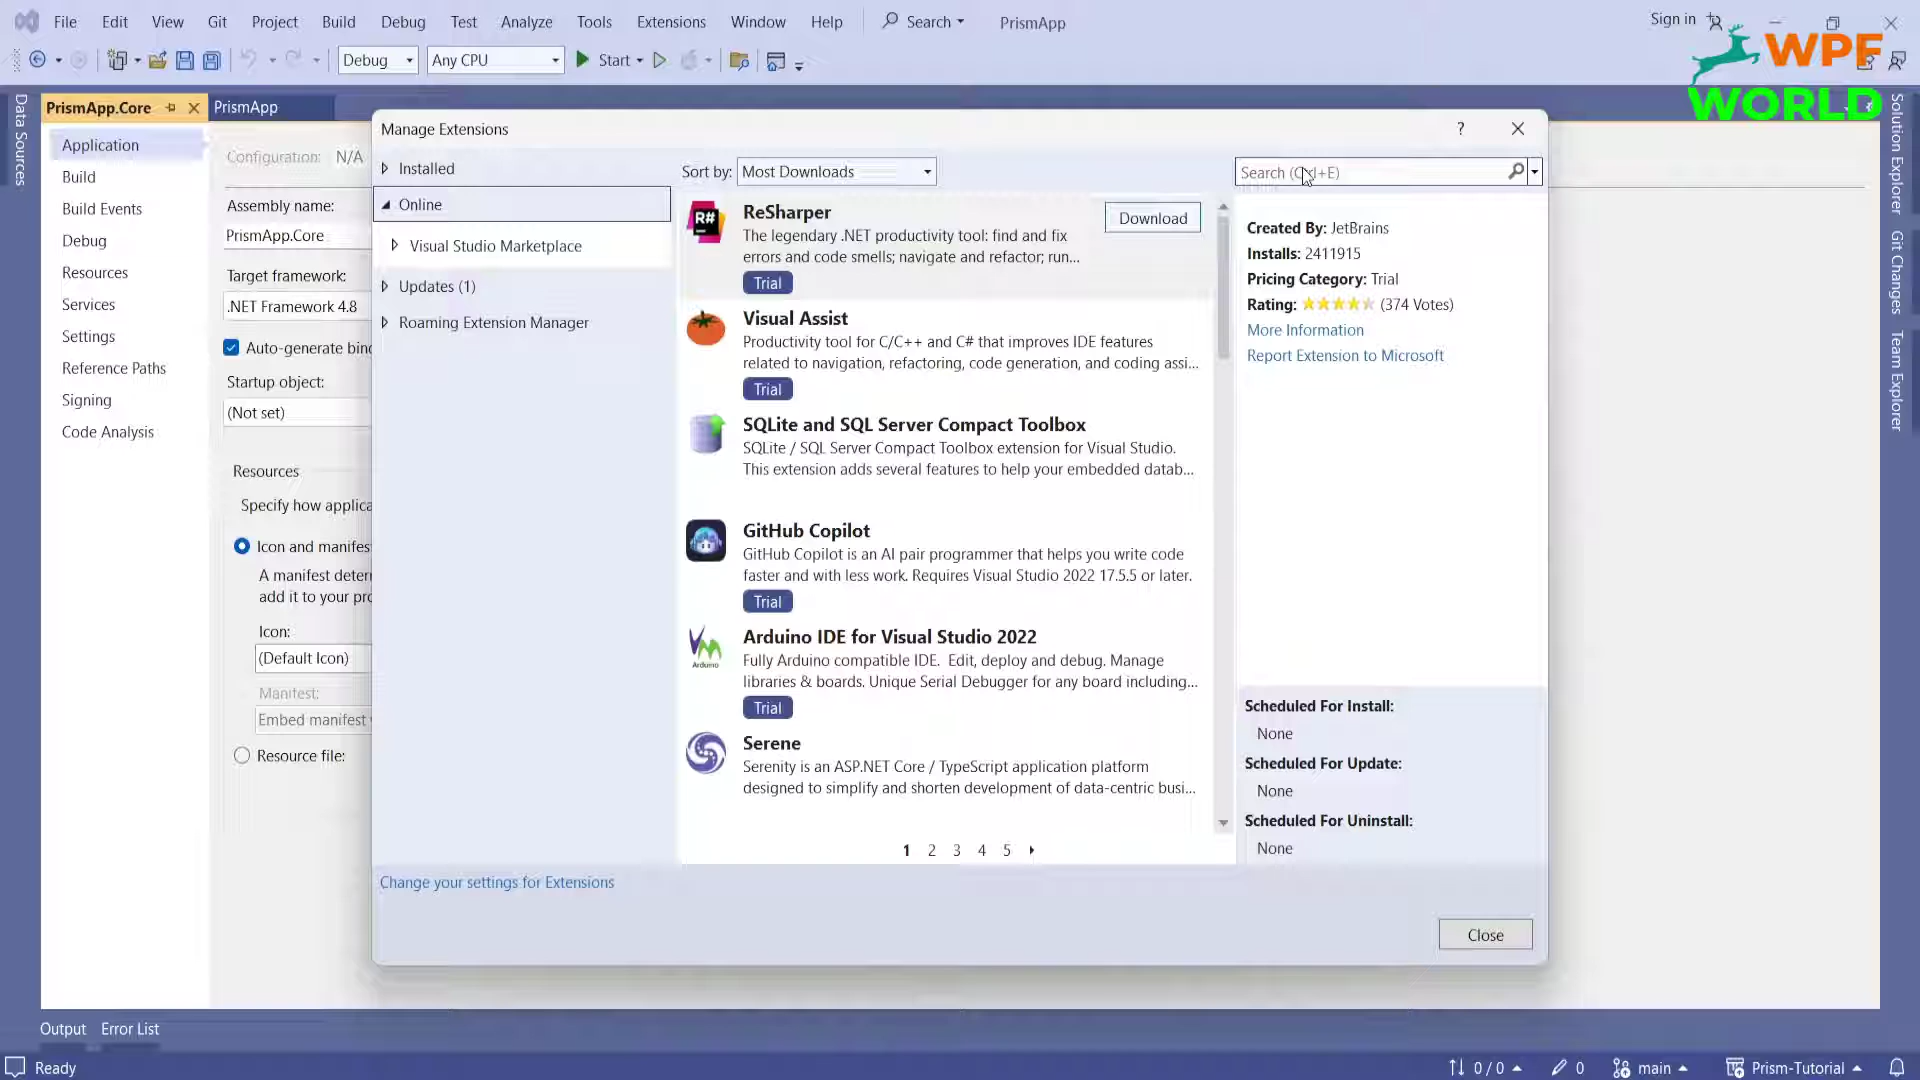 File Edit View Git Project Build Debug Test Analyze Tools Extensions Window Help Search PrismApp Sign in
WPF
WORLD
Debug Any CPU Start
Data Sources
PrismApp.Core PrismApp
Application
Build
Build Events
Debug
Resources
Services
Settings
Reference Paths
Signing
Code Analysis
Configuration: N/A
Assembly name:
PrismApp.Core
Target framework:
.NET Framework 4.8
Auto-generate bind
Startup object:
(Not set)
Resources
Specify how applica
Icon and manifes
A manifest deterr
add it to your pro
Icon:
(Default Icon)
Manifest:
Embed manifest
Resource file:
Manage Extensions ?
Installed
Online
Visual Studio Marketplace
Updates (1)
Roaming Extension Manager
Sort by: Most Downloads
Search (Ctrl+E)
ReSharper
The legendary .NET productivity tool: find and fix
errors and code smells; navigate and refactor; run...
Trial
Download
Visual Assist
Productivity tool for C/C++ and C# that improves IDE features
related to navigation, refactoring, code generation, and coding assi...
Trial
SQLite and SQL Server Compact Toolbox
SQLite / SQL Server Compact Toolbox extension for Visual Studio.
This extension adds several features to help your embedded datab...
GitHub Copilot
GitHub Copilot is an AI pair programmer that helps you write code
faster and with less work. Requires Visual Studio 2022 17.5.5 or later.
Trial
Arduino
Arduino IDE for Visual Studio 2022
Fully Arduino compatible IDE. Edit, deploy and debug. Manage
libraries & boards. Unique Serial Debugger for any board including...
Trial
Serene
Serenity is an ASP.NET Core / TypeScript application platform
designed to simplify and shorten development of data-centric busi...
1 2 3 4 5
Created By: JetBrains
Installs: 2411915
Pricing Category: Trial
Rating: (374 Votes)
More Information
Report Extension to Microsoft
Scheduled For Install:
None
Scheduled For Update:
None
Scheduled For Uninstall:
None
Change your settings for Extensions
Close
Solution Explorer
Git Changes
Team Explorer
Output Error List
Ready 0 / 0 0 main Prism-Tutorial